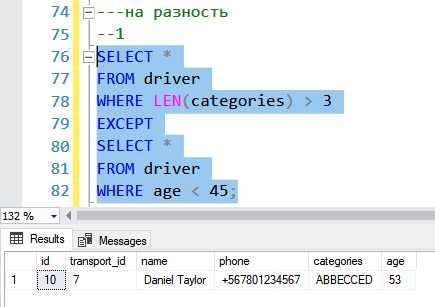 74 ---на разность
75 --1
76 SELECT *
77 FROM driver
78 WHERE LEN(categories) > 3
79 EXCEPT
80 SELECT *
81 FROM driver
82 WHERE age < 45;
132 %
Results Messages
id transport_id name phone categories age
1 10 7 Daniel Taylor +567801234567 ABBECCED 53